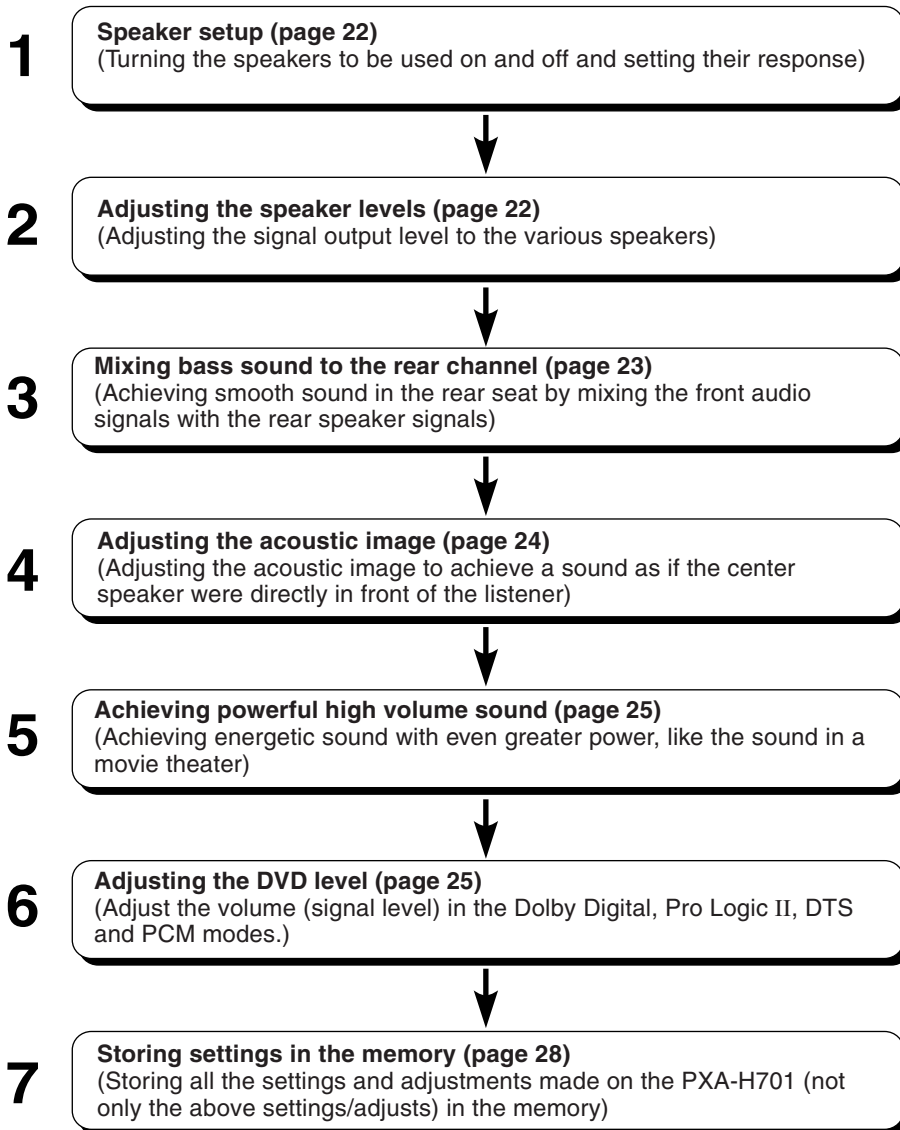 1
Speaker setup (page 22)
(Turning the speakers to be used on and off and setting their response)
2
Adjusting the speaker levels (page 22)
(Adjusting the signal output level to the various speakers)
3
Mixing bass sound to the rear channel (page 23)
(Achieving smooth sound in the rear seat by mixing the front audio
signals with the rear speaker signals)
4
Adjusting the acoustic image (page 24)
(Adjusting the acoustic image to achieve a sound as if the center
speaker were directly in front of the listener)
5
Achieving powerful high volume sound (page 25)
(Achieving energetic sound with even greater power, like the sound in a
movie theater)
6
Adjusting the DVD level (page 25)
(Adjust the volume (signal level) in the Dolby Digital, Pro Logic II, DTS
and PCM modes.)
7
Storing settings in the memory (page 28)
(Storing all the settings and adjustments made on the PXA-H701 (not
only the above settings/adjusts) in the memory)